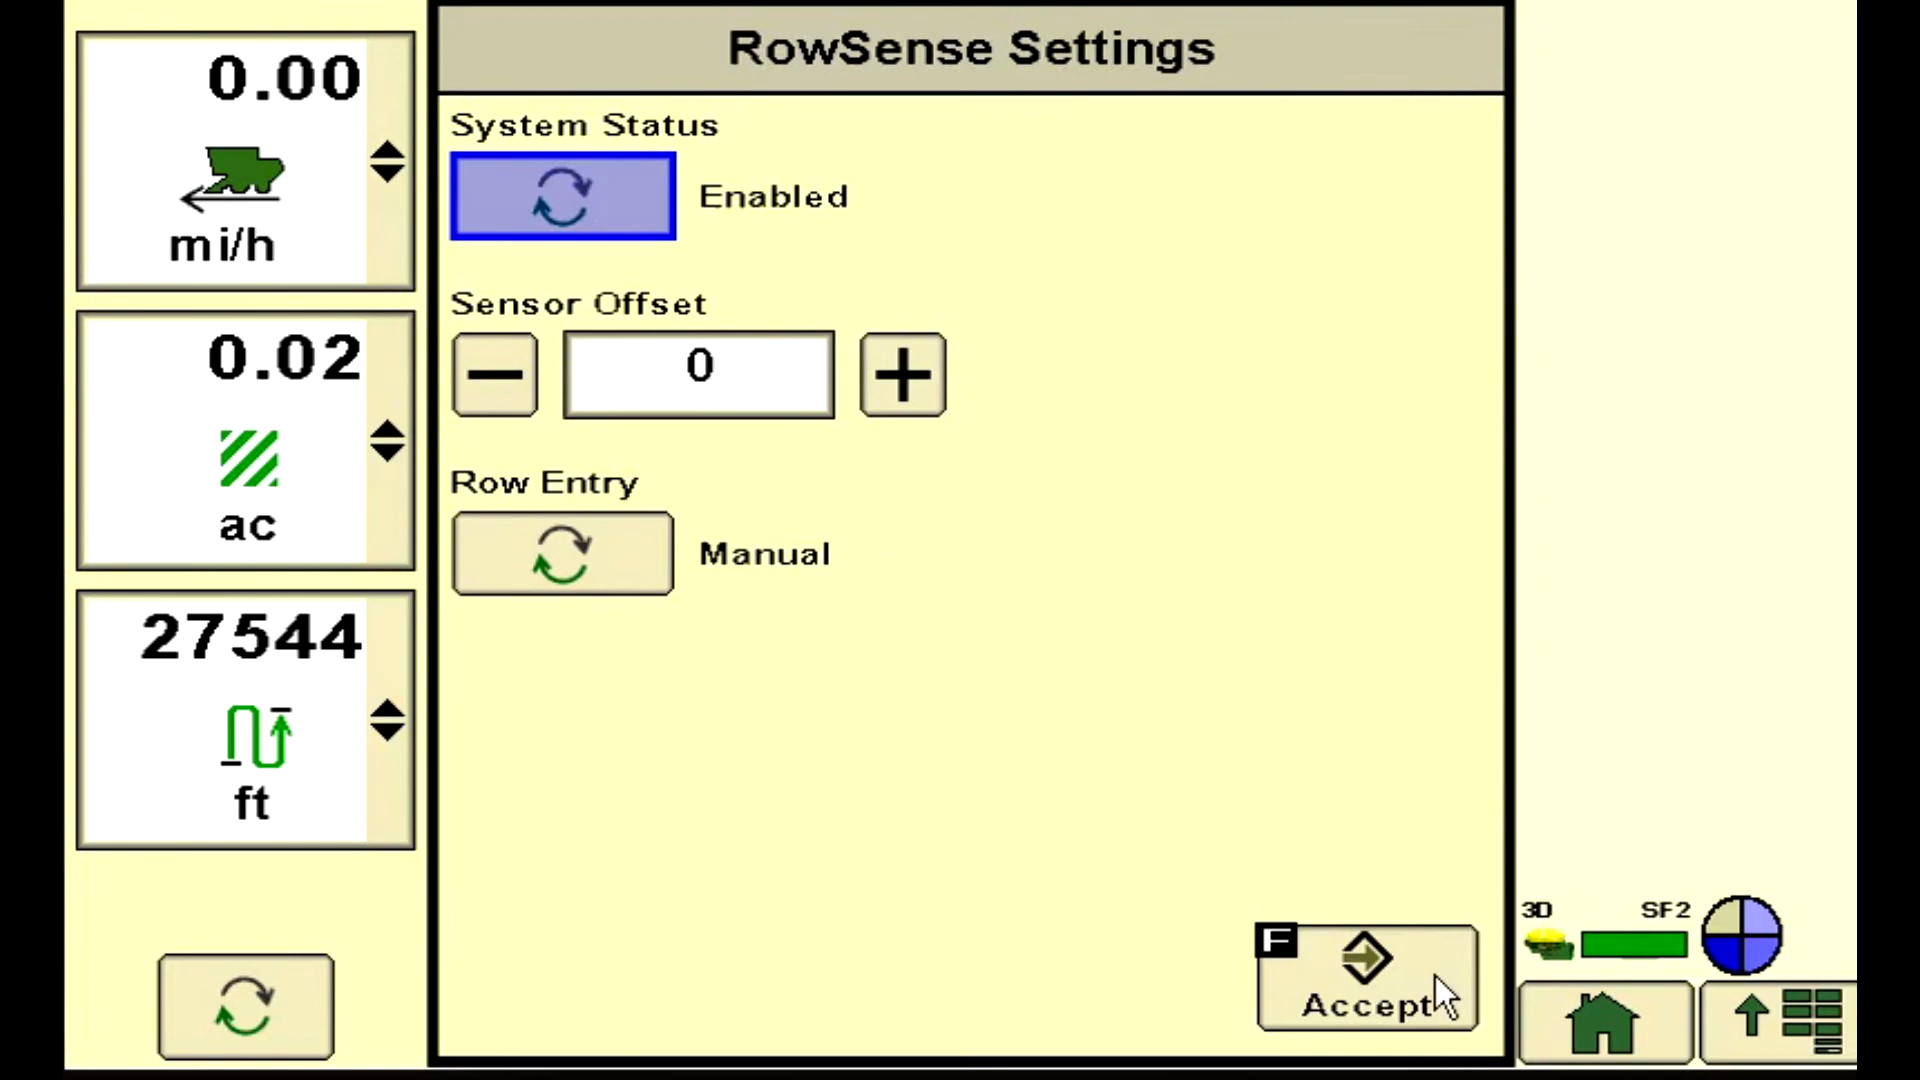 0.00
mi/h
0.02
ac
27544
ft
RowSense Settings
System Status
Enabled
Sensor Offset
0
Row Entry
Manual
F
Accept
3D SF2